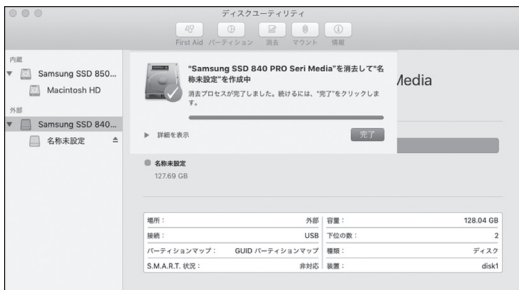 ディスクユーティリティ
First Aid パーティション 消去 マウント 情報
内蔵
Samsung SSD 850...
Macintosh HD
外部
Samsung SSD 840...
名称未設定
"Samsung SSD 840 PRO Seri Media"を消去して"名
称未設定"を作成中
消去プロセスが完了しました。続けるには、"完了"をクリックしま
す。
詳細を表示
完了
Media
名称未設定
127.69 GB
場所： 外部 容量： 128.04 GB
接続： USB 下位の数： 2
パーティションマップ： GUID パーティションマップ 種類： ディスク
S.M.A.R.T. 状況： 非対応 装置： disk1